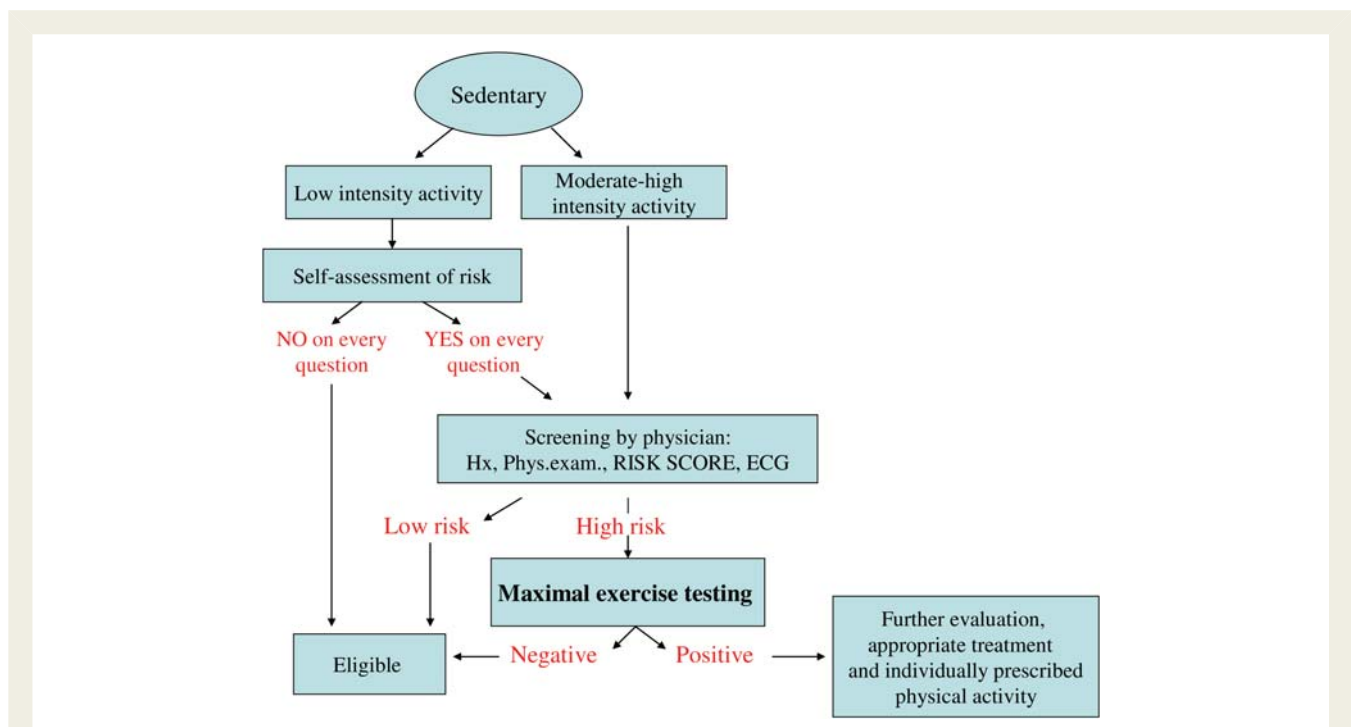 Sedentary
Low intensity activity
Moderate-high
intensity activity
Self-assessment of risk
NO on every
question
YES on every
question
Screening by physician:
Hx, Phys.exam., RISK SCORE, ECG
Low risk
High risk
Maximal exercise testing
Eligible
Negative
Positive
Further evaluation,
appropriate treatment
and individually prescribed
physical activity